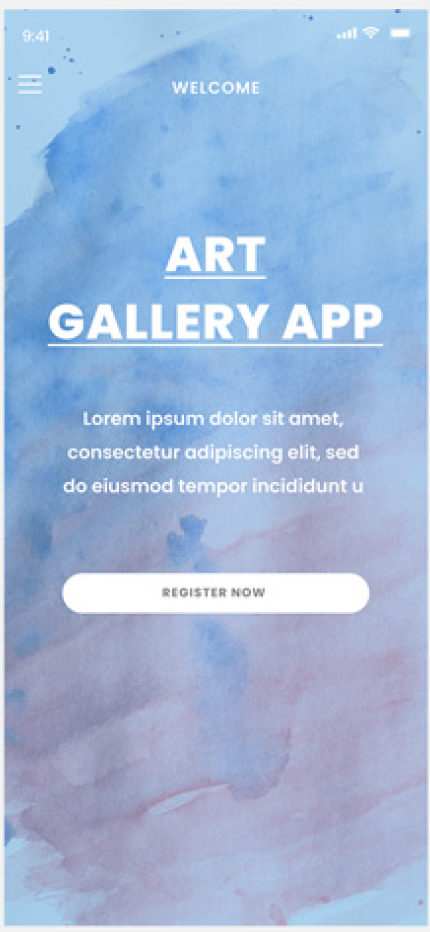 9:41
WELCOME
ART
GALLERY APP
Lorem ipsum dolor sit amet,
consectetur adipiscing elit, sed
do eiusmod tempor incididunt u
REGISTER NOW